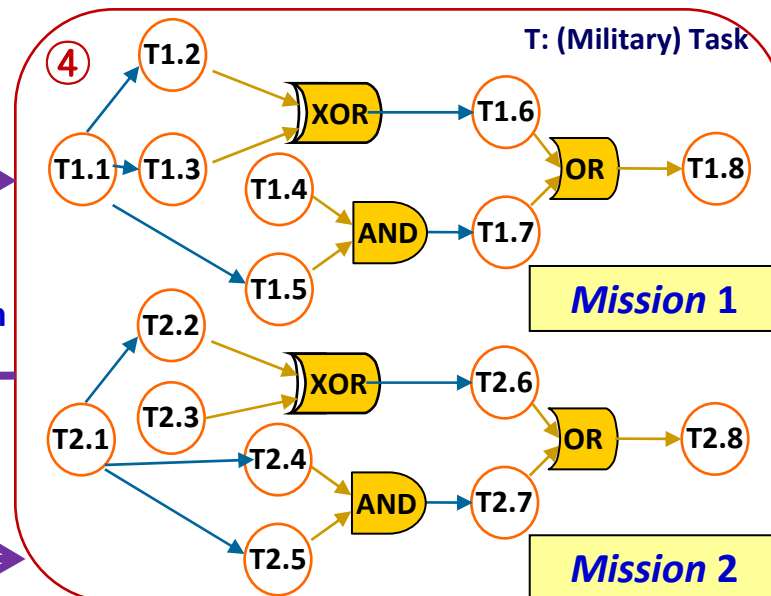 ④
T: (Military) Task
T1.2
XOR
T1.6
T1.1
T1.3
T1.4
OR
T1.8
AND
T1.7
T1.5
Mission 1
T2.2
XOR
T2.6
T2.3
T2.1
T2.4
OR
T2.8
AND
T2.7
T2.5
Mission 2